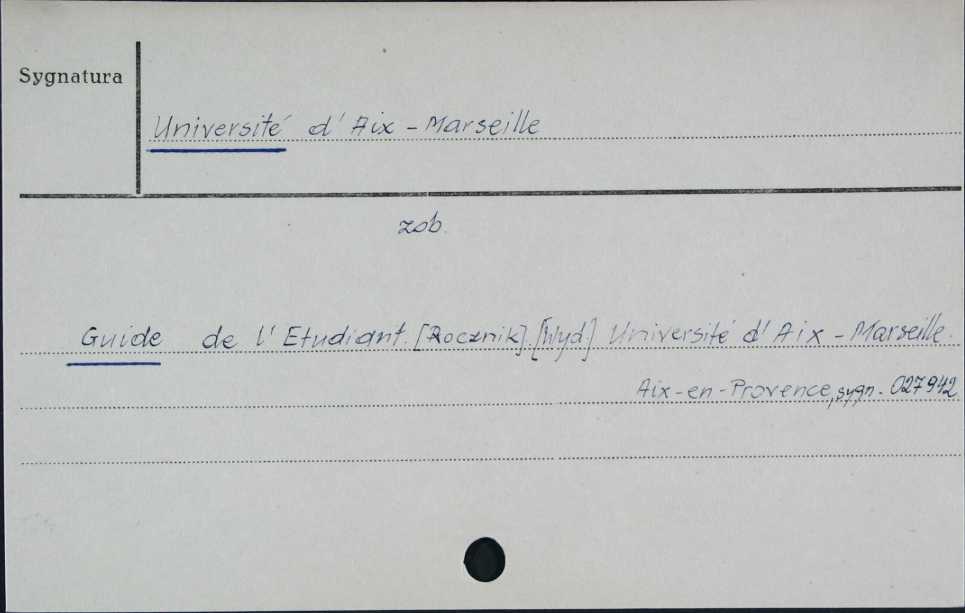 Sygnatura
Université d'Aix-Marseille
zob.
Guide de l'Etudiant. [Rocznik]. [Wyd] Université d'Aix-Marseille.
Aix-en-Provence, sygn. 027942